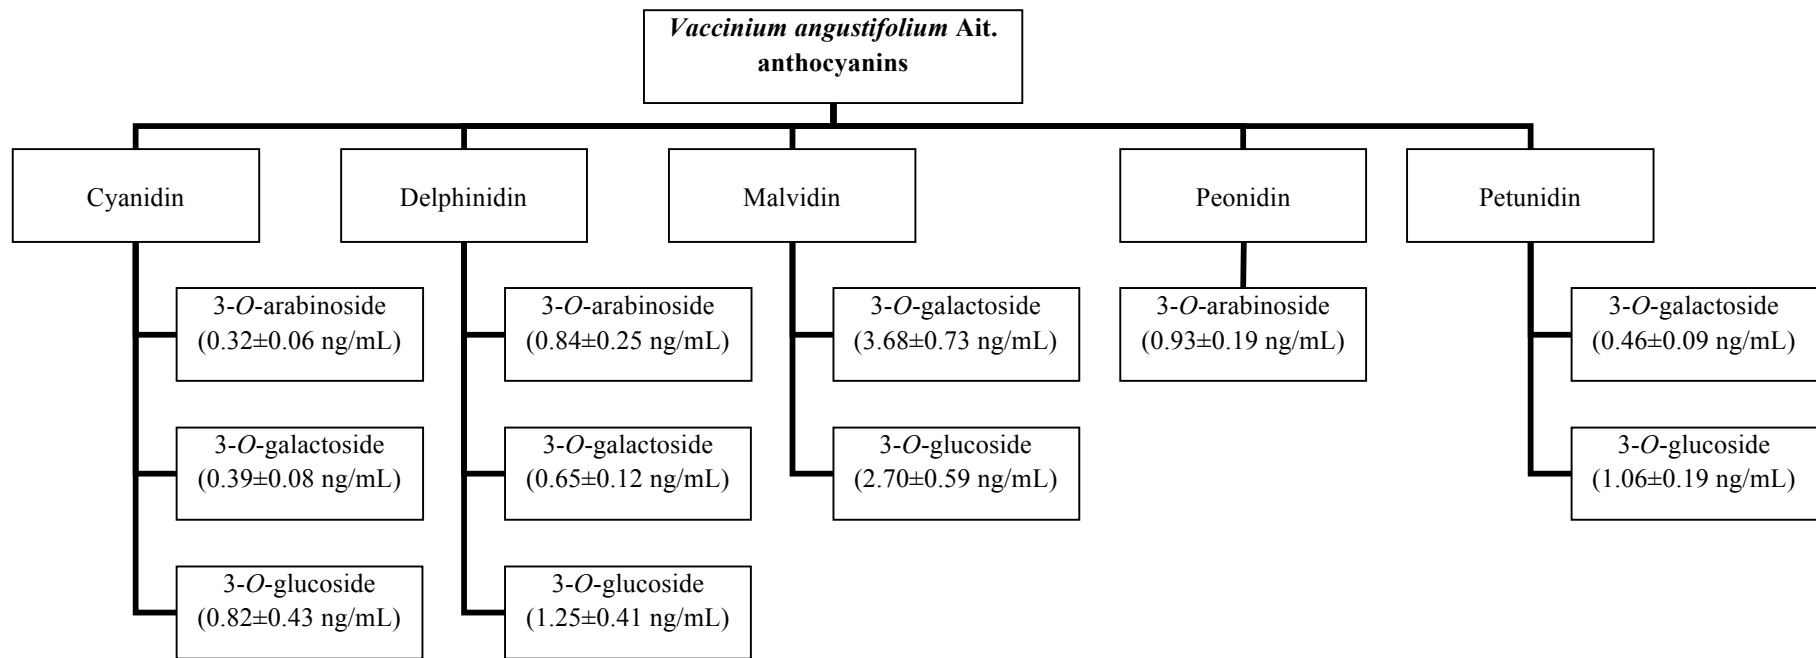 Vaccinium angustifolium Ait.
anthocyanins
Cyanidin
Delphinidin
Malvidin
Peonidin
Petunidin
3-O-arabinoside
(0.32±0.06 ng/mL)
3-O-arabinoside
(0.84±0.25 ng/mL)
3-O-galactoside
(3.68±0.73 ng/mL)
3-O-arabinoside
(0.93±0.19 ng/mL)
3-O-galactoside
(0.46±0.09 ng/mL)
3-O-galactoside
(0.39±0.08 ng/mL)
3-O-galactoside
(0.65±0.12 ng/mL)
3-O-glucoside
(2.70±0.59 ng/mL)
3-O-glucoside
(1.06±0.19 ng/mL)
3-O-glucoside
(0.82±0.43 ng/mL)
3-O-glucoside
(1.25±0.41 ng/mL)